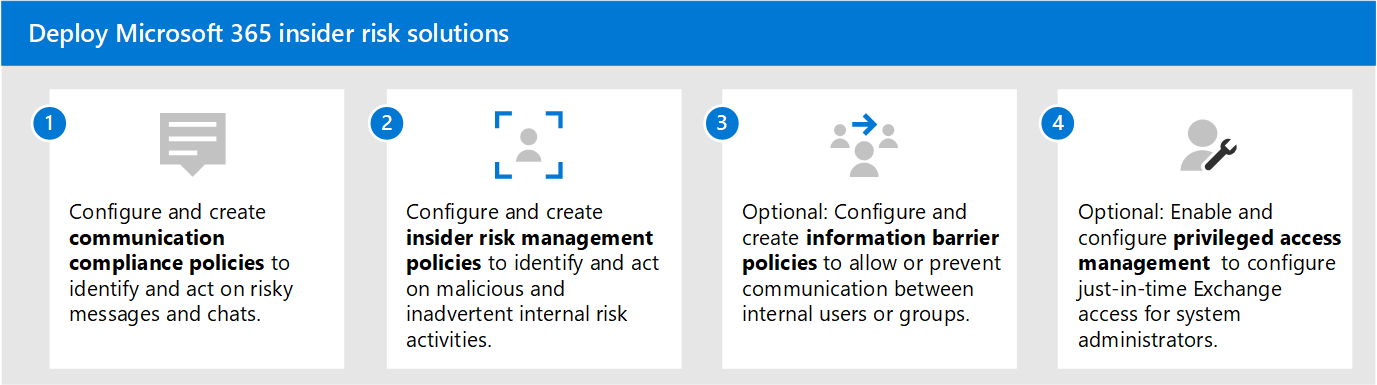 Deploy Microsoft 365 insider risk solutions
1
Configure and create
communication
compliance policies to
identify and act on risky
messages and chats.
2
Configure and create
insider risk management
policies to identify and act
on malicious and
inadvertent internal risk
activities.
3
Optional: Configure and
create information barrier
policies to allow or prevent
communication between
internal users or groups.
4
Optional: Enable and
configure privileged access
management  to configure
just-in-time Exchange
access for system
administrators.